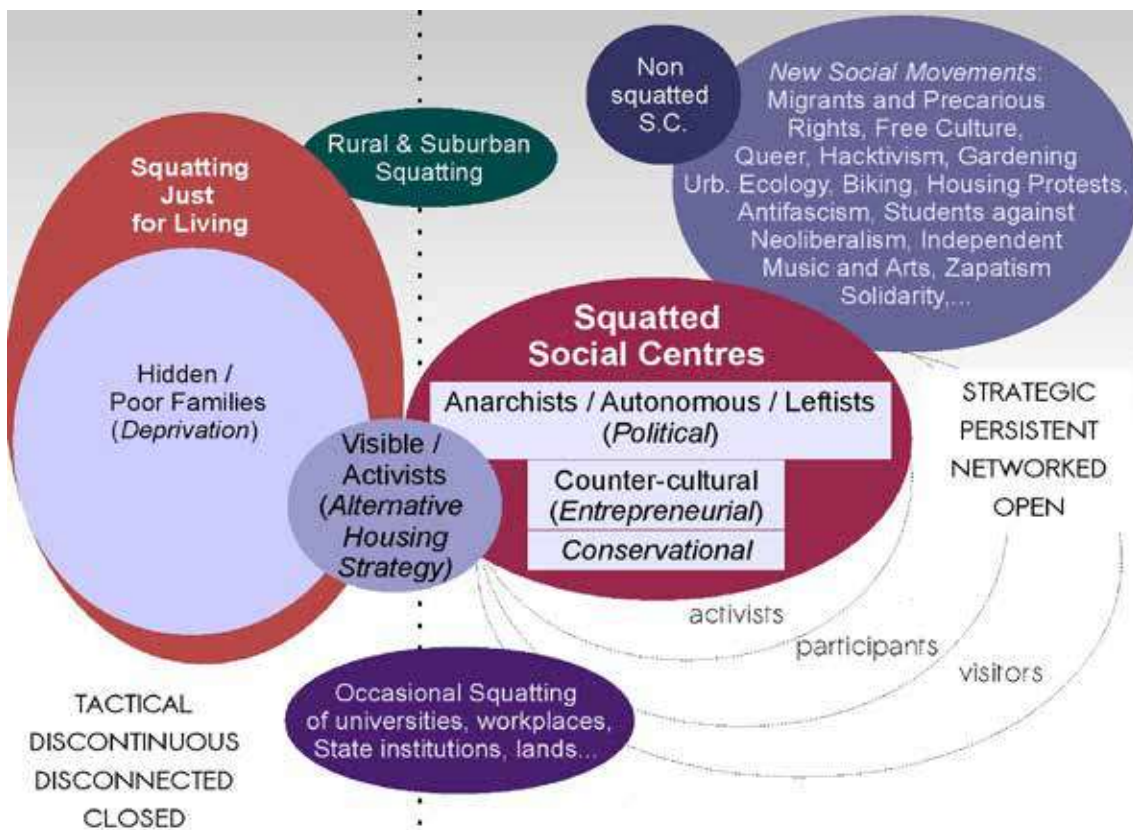 Non
squatted
S.C.
New Social Movements:
Migrants and Precarious
Rights, Free Culture,
Queer, Hacktivism, Gardening
Urb. Ecology, Biking, Housing Protests,
Antifascism, Students against
Neoliberalism, Independent
Music and Arts, Zapatism
Solidarity,...
Rural & Suburban
Squatting
Squatting
Just
for Living
Hidden /
Poor Families
(Deprivation)
Visible /
Activists
(Alternative
Housing
Strategy)
Squatted
Social Centres
Anarchists / Autonomous / Leftists
(Political)
Counter-cultural
(Entrepreneurial)
Conservational
STRATEGIC
PERSISTENT
NETWORKED
OPEN
activists
participants
visitors
Occasional Squatting
of universities, workplaces,
State institutions, lands...
TACTICAL
DISCONTINUOUS
DISCONNECTED
CLOSED